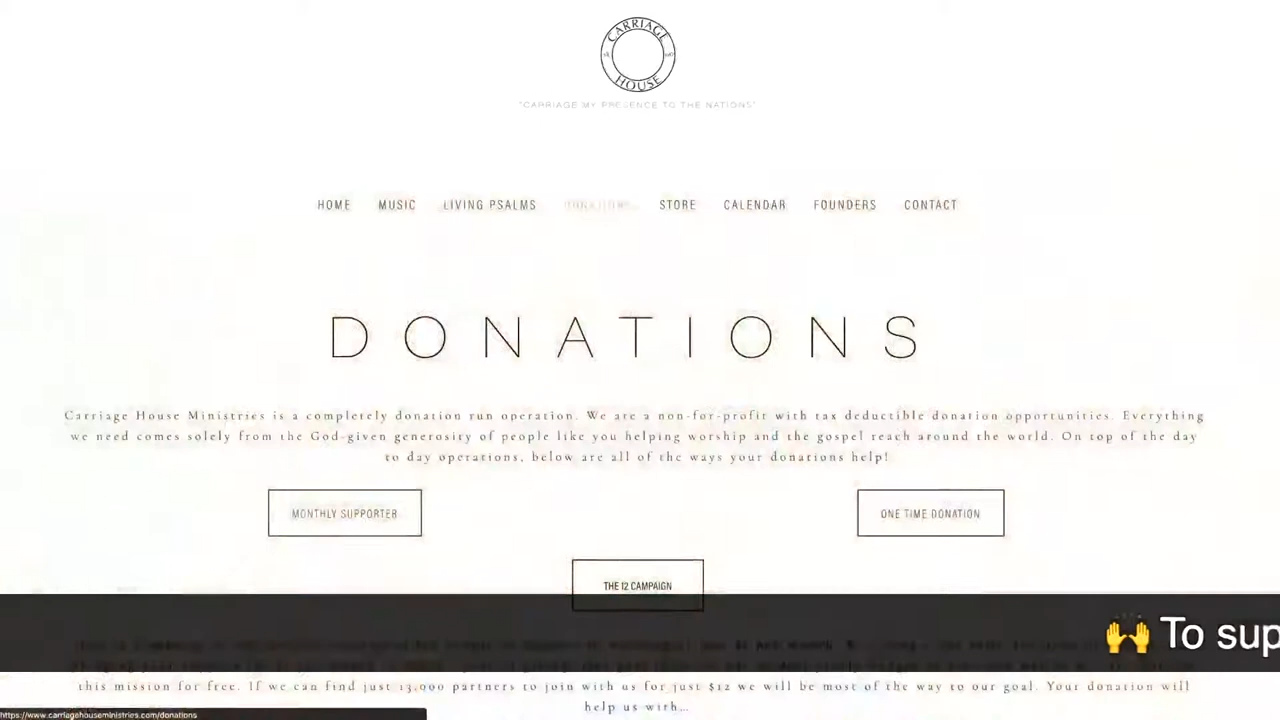 CARRIAGE
HOUSE
"CARRIAGE MY PRESENCE TO THE NATIONS"
HOME MUSIC LIVING PSALMS DONATIONS STORE CALENDAR FOUNDERS CONTACT
DONATIONS
Carriage House Ministries is a completely donation run operation. We are a non-for-profit with tax deductible donation opportunities. Everything
we need comes solely from the God-given generosity of people like you helping worship and the gospel reach around the world. On top of the day
to day operations, below are all of the ways your donations help!
MONTHLY SUPPORTER ONE TIME DONATION
THE 12 CAMPAIGN
🙌 To sup
this mission for free. If we can find just 13,000 partners to join with us for just $12 we will be most of the way to our goal. Your donation will
help us with...
https://www.carriagehouseministries.com/donations